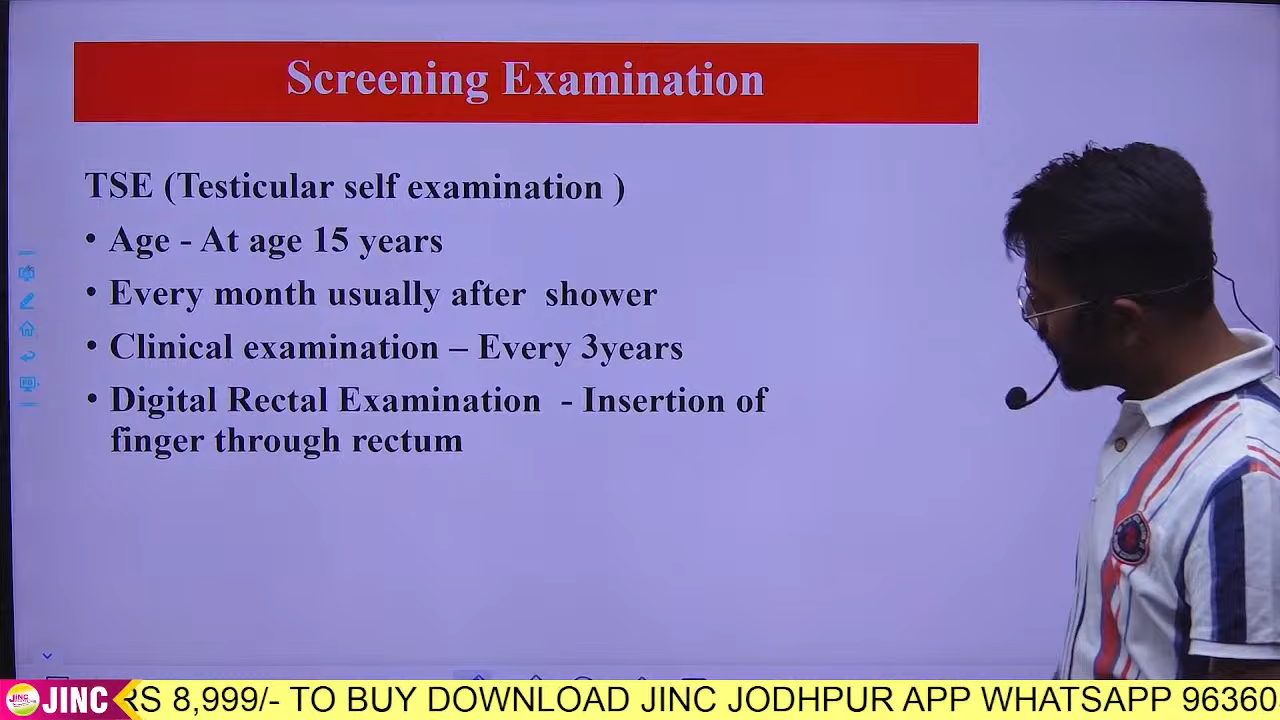 Screening Examination
TSE (Testicular self examination )
• Age - At age 15 years
• Every month usually after shower
• Clinical examination – Every 3years
• Digital Rectal Examination - Insertion of
finger through rectum
JINC RS 8,999/- TO BUY DOWNLOAD JINC JODHPUR APP WHATSAPP 96360